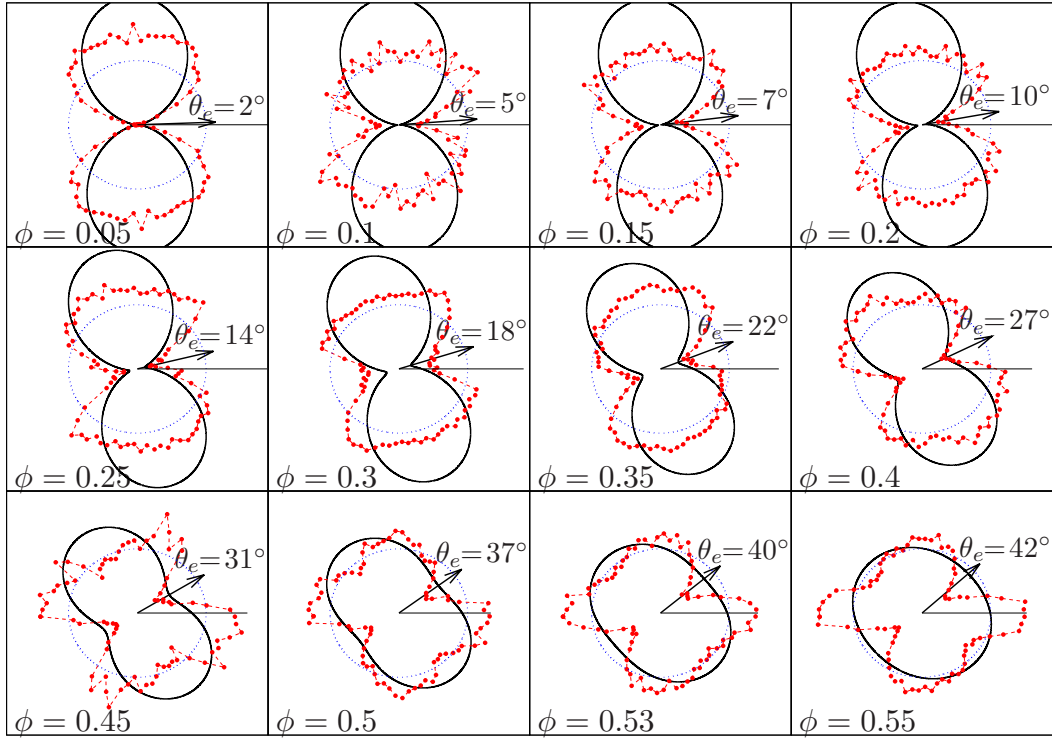 θₑ=2°
θₑ=5°
θₑ=7°
θₑ=10°
ϕ = 0.05
ϕ = 0.1
ϕ = 0.15
ϕ = 0.2
θₑ=14°
θₑ=18°
θₑ=22°
θₑ=27°
ϕ = 0.25
ϕ = 0.3
ϕ = 0.35
ϕ = 0.4
θₑ=31°
θₑ=37°
θₑ=40°
θₑ=42°
ϕ = 0.45
ϕ = 0.5
ϕ = 0.53
ϕ = 0.55